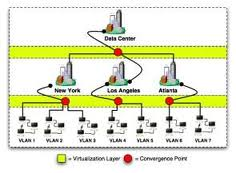 Data Center
New York
Los Angeles
Atlanta
VLAN 1
VLAN 2
VLAN 3
VLAN 4
VLAN 5
VLAN 6
VLAN 7
= Virtualization Layer
= Convergence Point